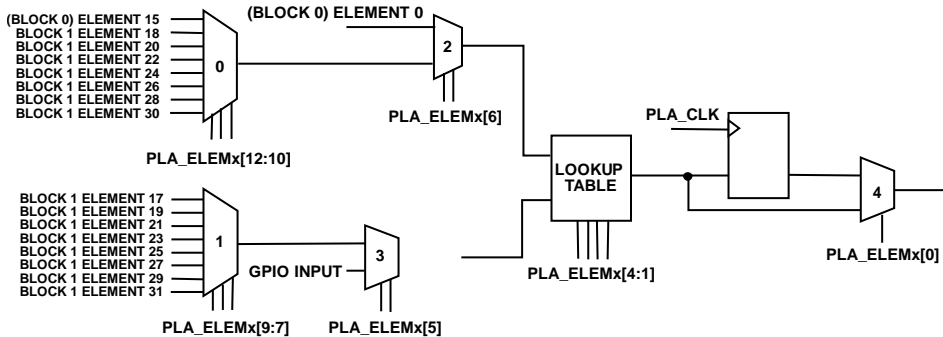 (BLOCK 0) ELEMENT 15
BLOCK 1 ELEMENT 18
BLOCK 1 ELEMENT 20
BLOCK 1 ELEMENT 22
BLOCK 1 ELEMENT 24
BLOCK 1 ELEMENT 26
BLOCK 1 ELEMENT 28
BLOCK 1 ELEMENT 30
0
PLA_ELEMx[12:10]
(BLOCK 0) ELEMENT 0
2
PLA_ELEMx[6]
BLOCK 1 ELEMENT 17
BLOCK 1 ELEMENT 19
BLOCK 1 ELEMENT 21
BLOCK 1 ELEMENT 23
BLOCK 1 ELEMENT 25
BLOCK 1 ELEMENT 27
BLOCK 1 ELEMENT 29
BLOCK 1 ELEMENT 31
1
PLA_ELEMx[9:7]
GPIO INPUT
3
PLA_ELEMx[5]
LOOKUP
TABLE
PLA_ELEMx[4:1]
PLA_CLK
4
PLA_ELEMx[0]